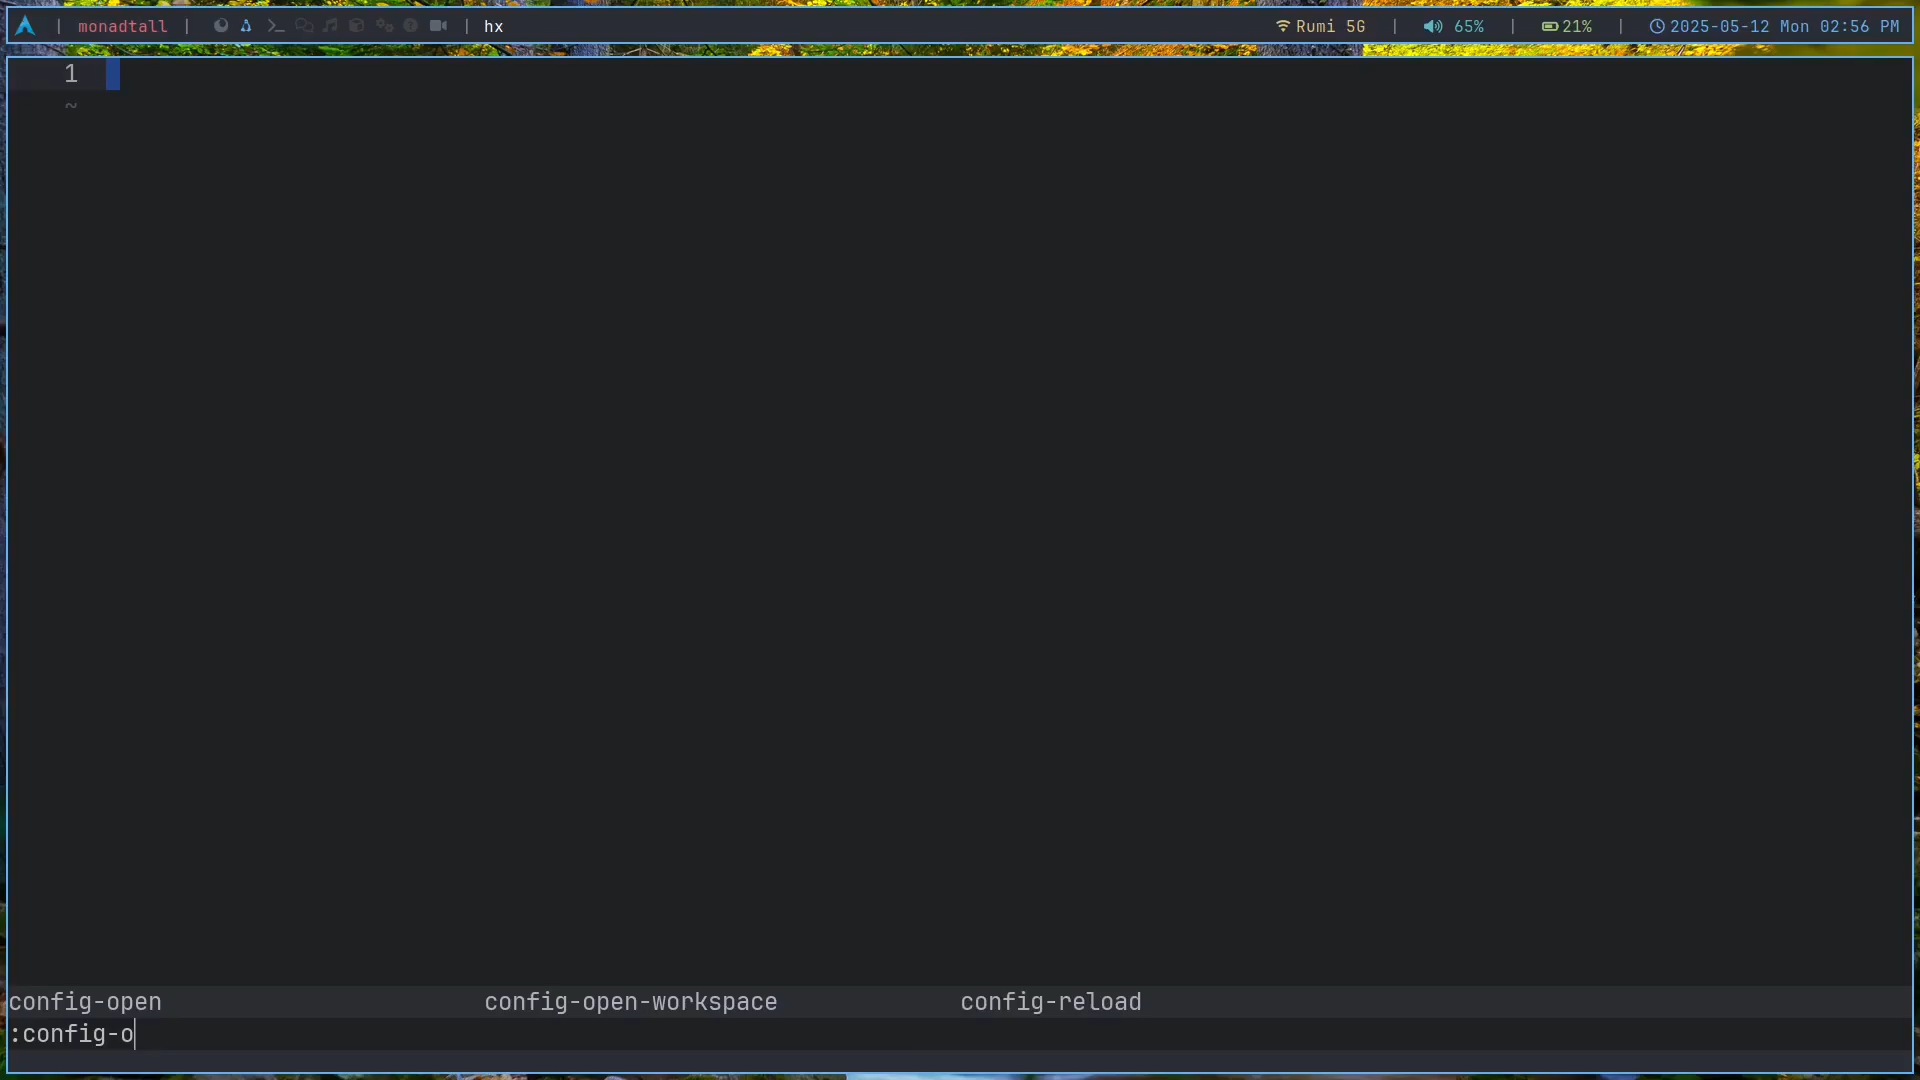 | monadtall | | hx Rumi 5G | 65% | 21% | 2025-05-12 Mon 02:56 PM
1
~
config-open config-open-workspace config-reload
:config-o